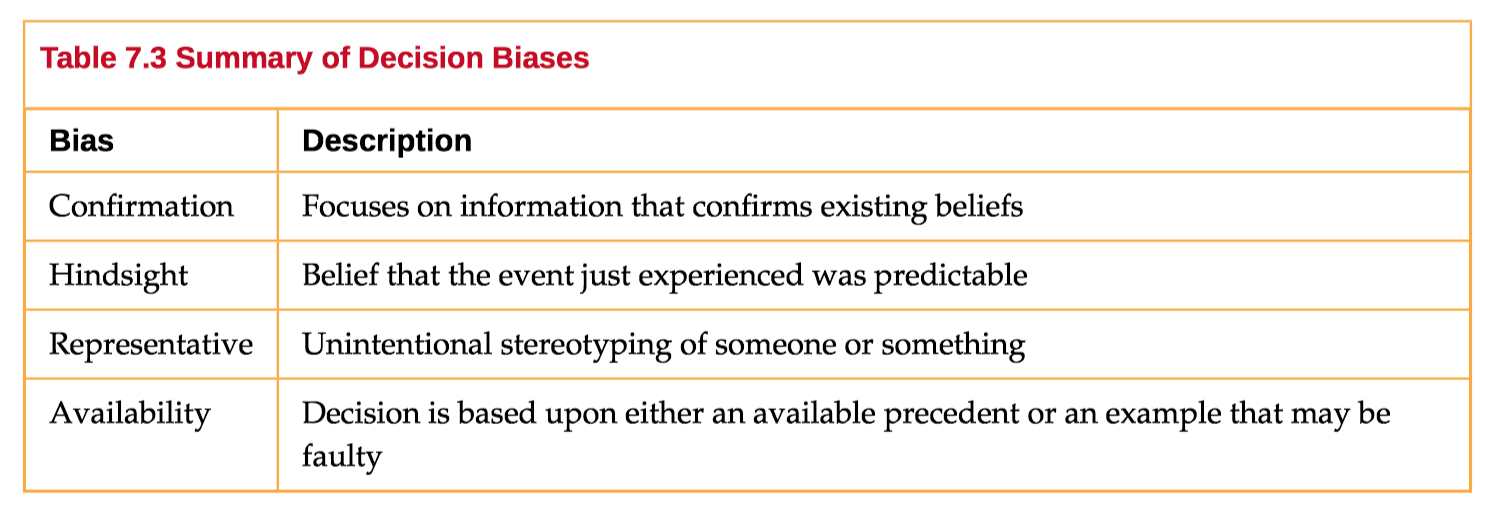 Table 7.3 Summary of Decision Biases
Bias Description
Confirmation Focuses on information that confirms existing beliefs
Hindsight Belief that the event just experienced was predictable
Representative Unintentional stereotyping of someone or something
Availability Decision is based upon either an available precedent or an example that may be
faulty